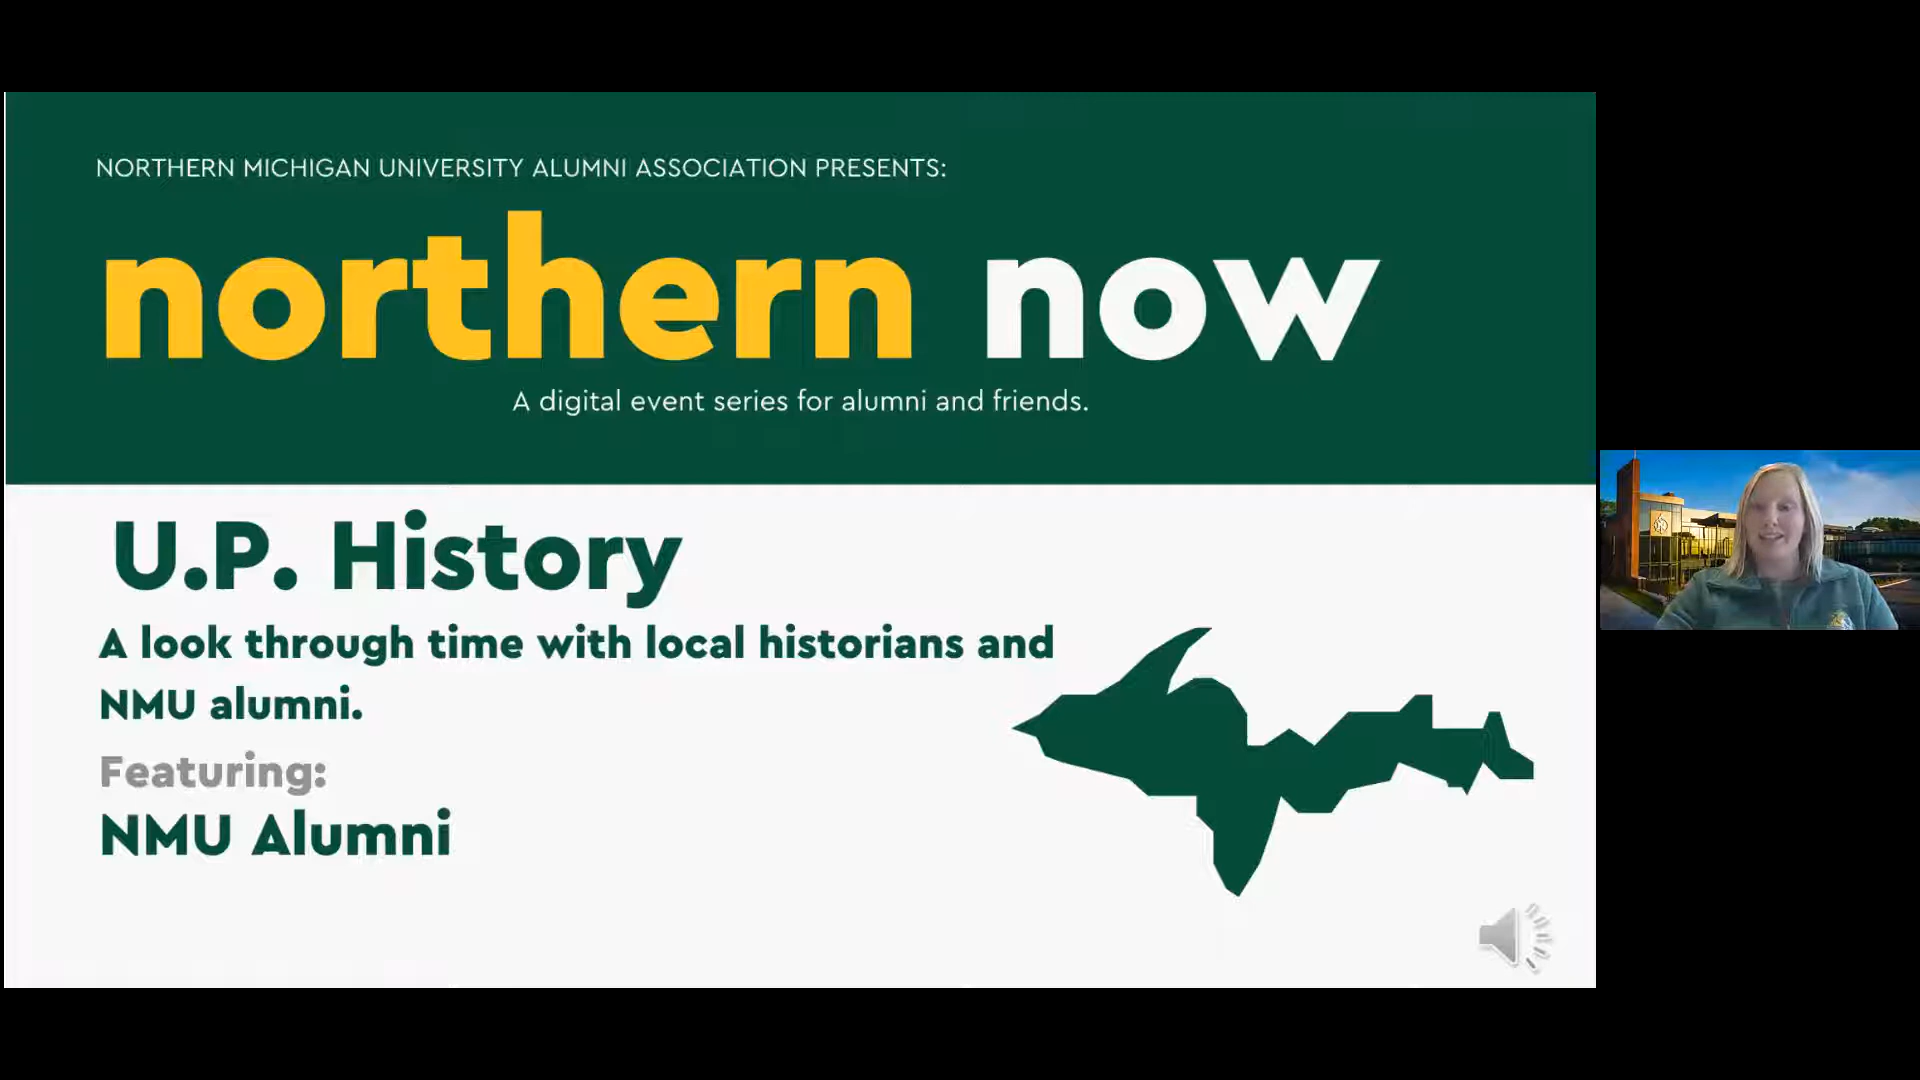 NORTHERN MICHIGAN UNIVERSITY ALUMNI ASSOCIATION PRESENTS:
northern now
A digital event series for alumni and friends.
U.P. History
A look through time with local historians and
NMU alumni.
Featuring:
NMU Alumni